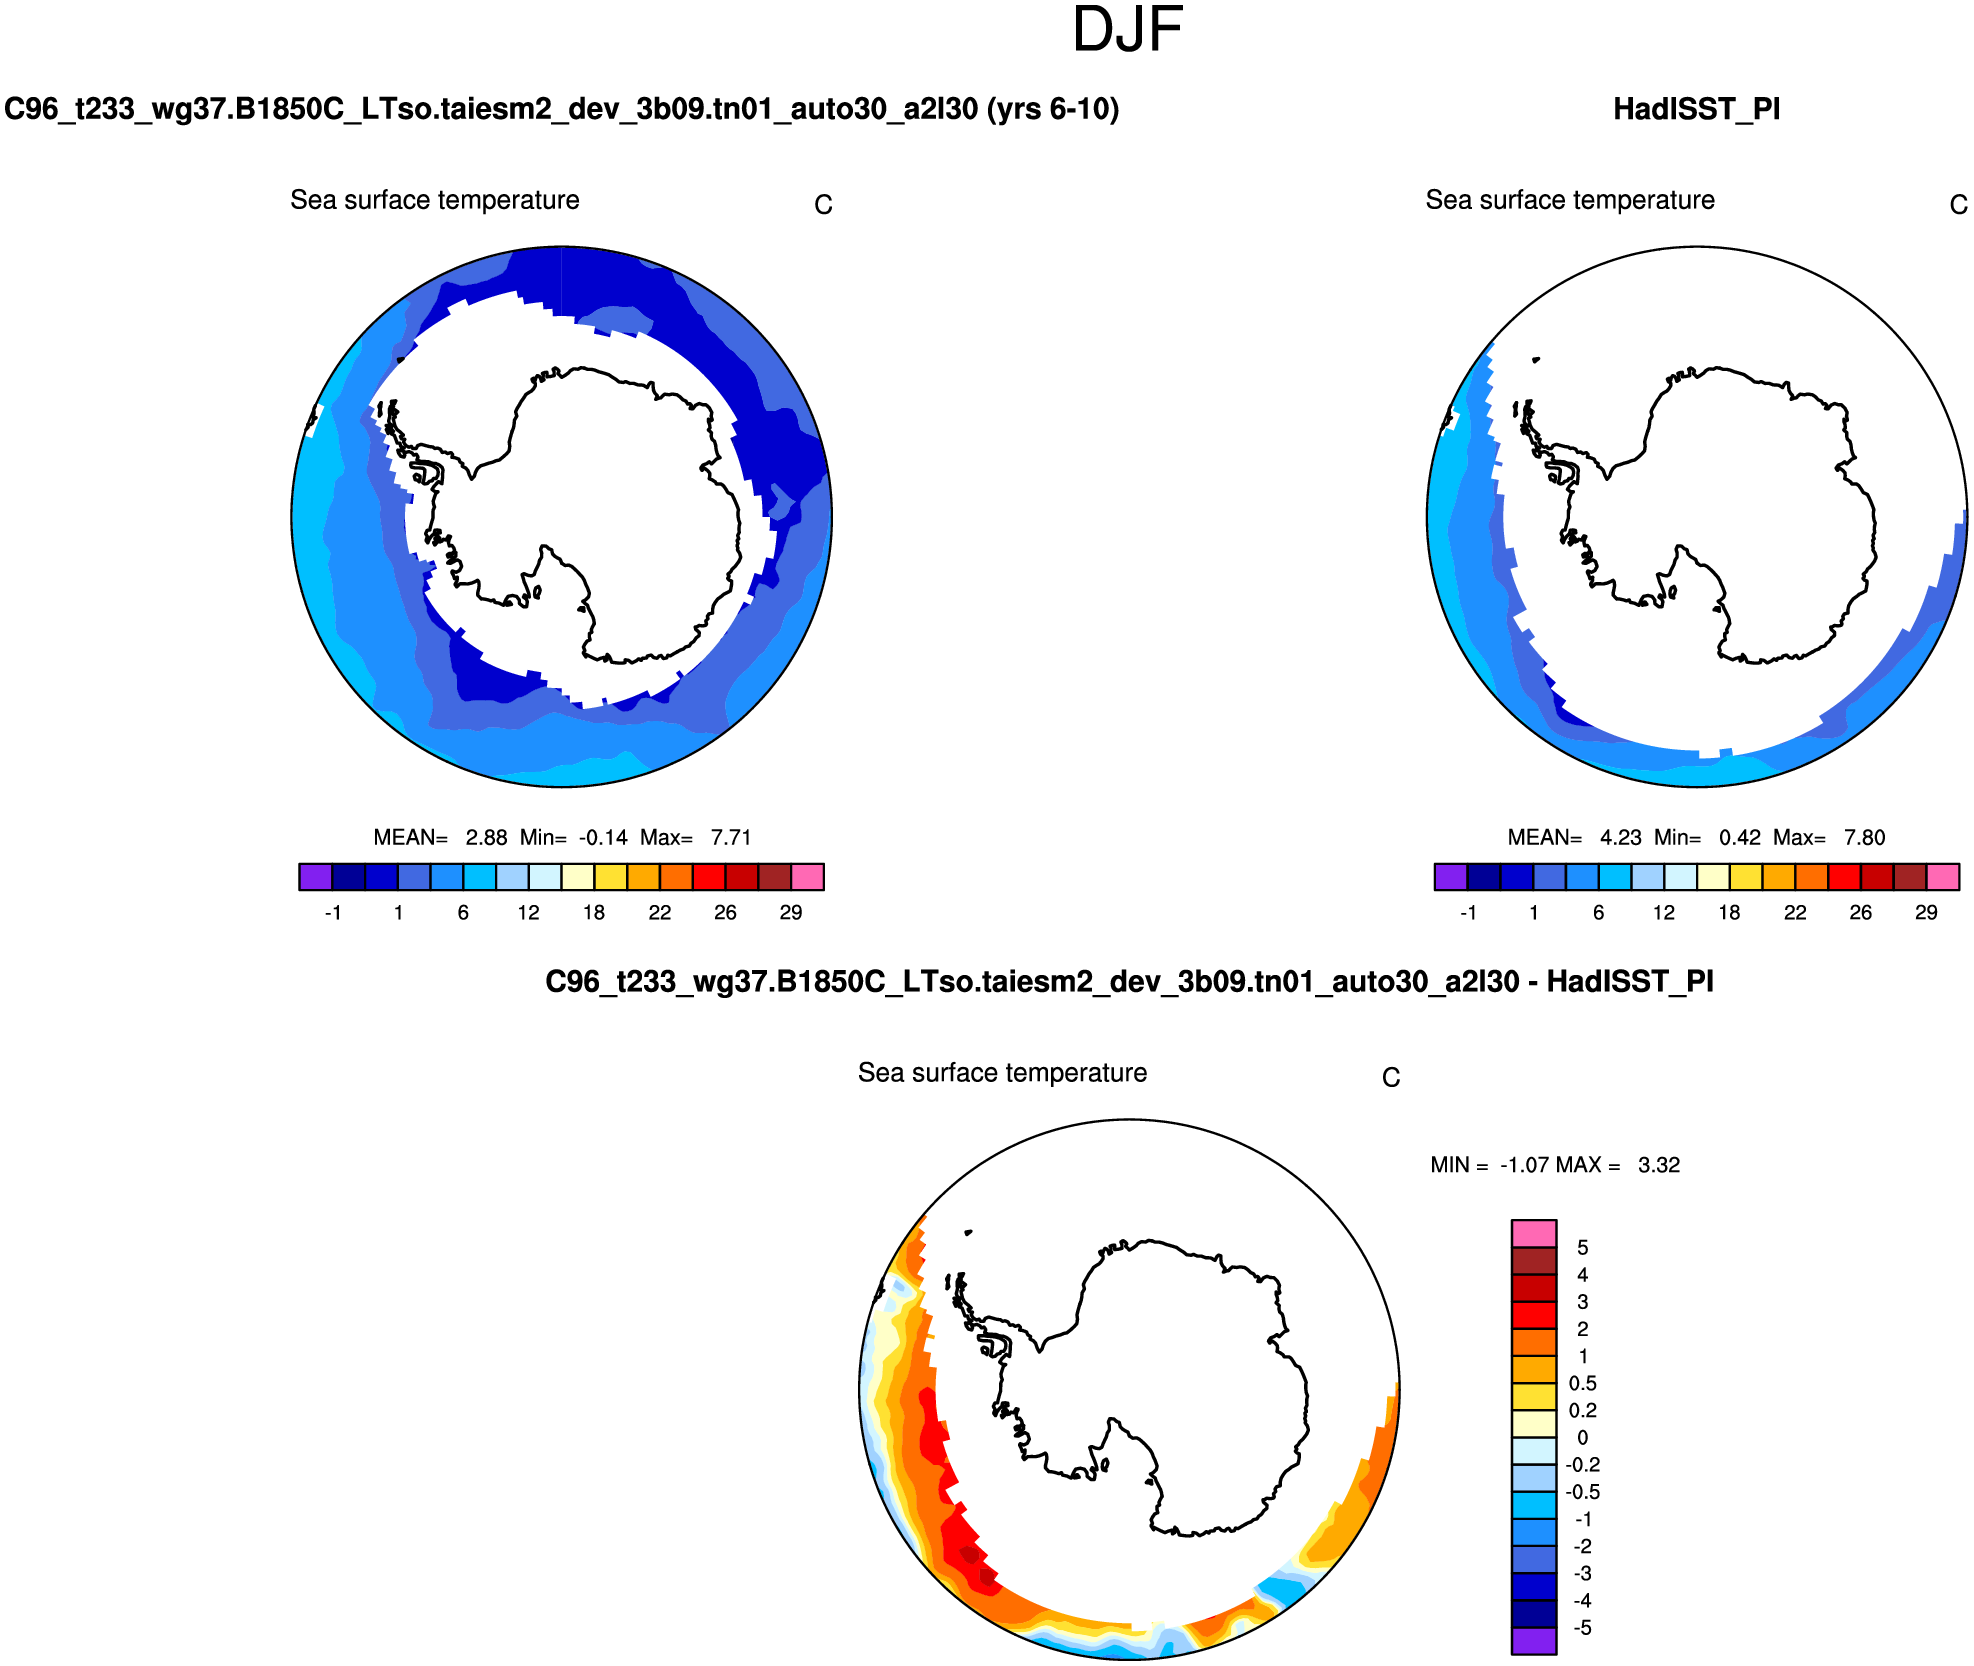 DJF
C96_t233_wg37.B1850C_LTso.taiesm2_dev_3b09.tn01_auto30_a2l30 (yrs 6-10)
HadISST_PI
Sea surface temperature C
Sea surface temperature C
MEAN= 2.88 Min= -0.14 Max= 7.71
MEAN= 4.23 Min= 0.42 Max= 7.80
-1 1 6 12 18 22 26 29
-1 1 6 12 18 22 26 29
C96_t233_wg37.B1850C_LTso.taiesm2_dev_3b09.tn01_auto30_a2l30 - HadISST_PI
Sea surface temperature C
MIN = -1.07 MAX = 3.32
5
4
3
2
1
0.5
0.2
0
-0.2
-0.5
-1
-2
-3
-4
-5